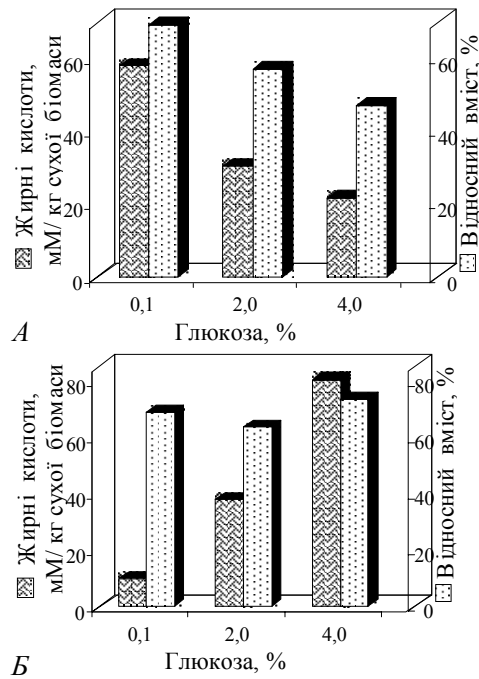 Жирні кислоти,
мМ/ кг сухої біомаси
60
40
20
0
60
40
20
0
Відносний вміст, %
0,1
2,0
4,0
Глюкоза, %
А
Жирні кислоти,
мМ/ кг сухої біомаси
80
60
40
20
0
80
60
40
20
0
Відносний вміст, %
0,1
2,0
4,0
Глюкоза, %
Б